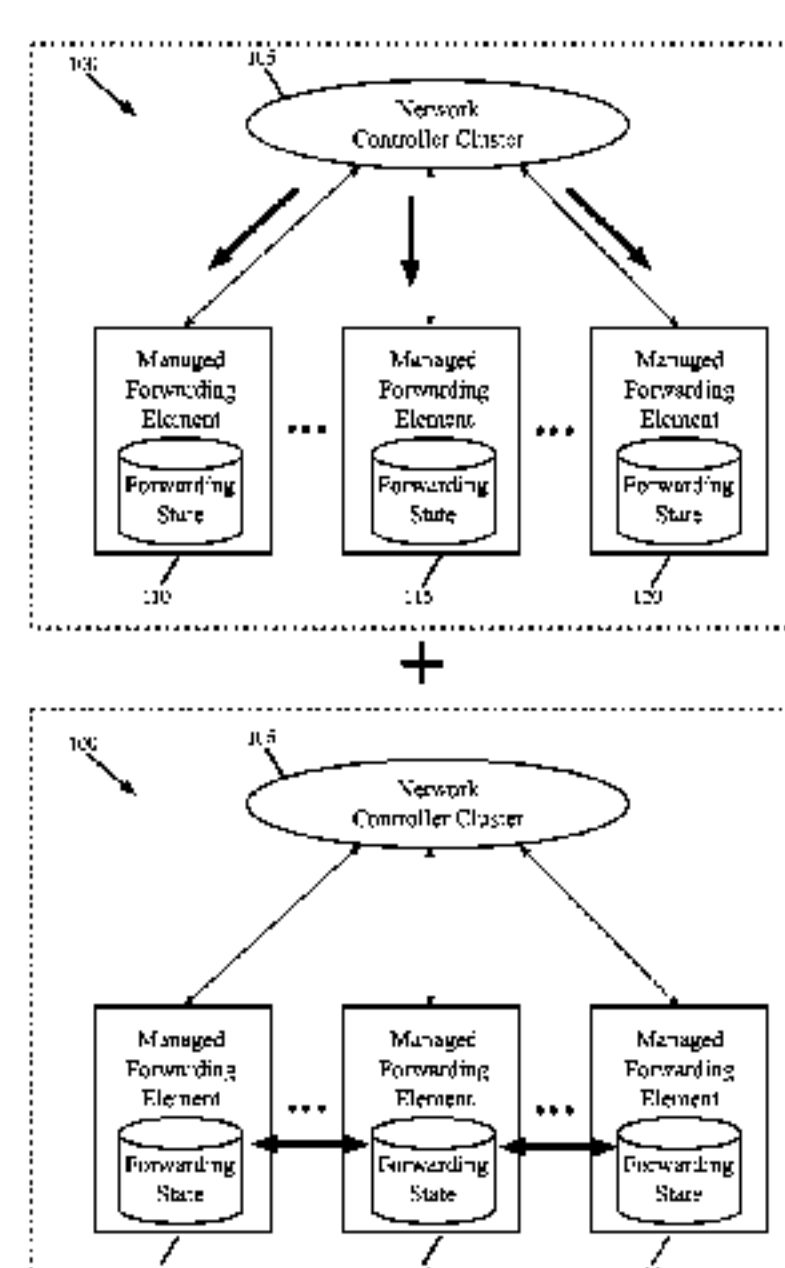 100
105
Network
Controller Cluster
Managed
Forwarding
Element
Forwarding
State
Managed
Forwarding
Element
Forwarding
State
Managed
Forwarding
Element
Forwarding
State
110
115
120
+
100
105
Network
Controller Cluster
Managed
Forwarding
Element
Forwarding
State
Managed
Forwarding
Element
Forwarding
State
Managed
Forwarding
Element
Forwarding
State